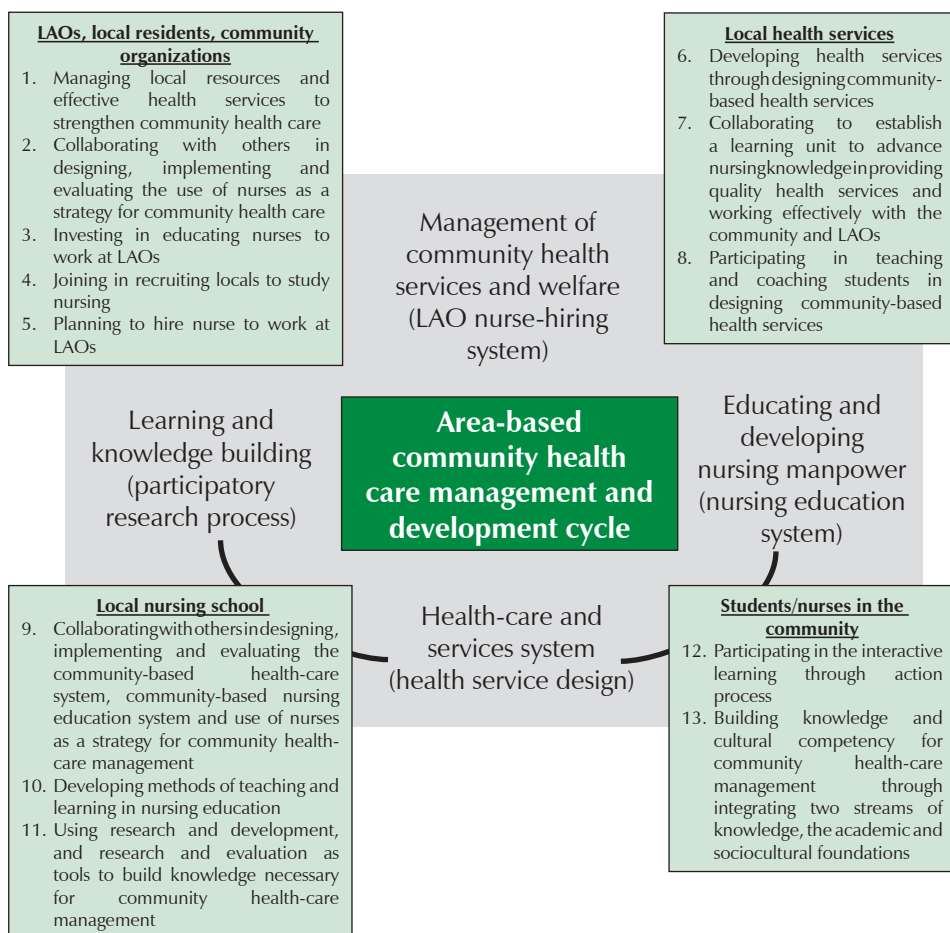 LAOs, local residents, community
organizations
1. Managing local resources and
effective health services to
strengthen community health care
2. Collaborating with others in
designing, implementing and
evaluating the use of nurses as a
strategy for community health care
3. Investing in educating nurses to
work at LAOs
4. Joining in recruiting locals to study
nursing
5. Planning to hire nurse to work at
LAOs
Local health services
6. Developing health services
through designing community-
based health services
7. Collaborating to establish
a learning unit to advance
nursing knowledge in providing
quality health services and
working effectively with the
community and LAOs
8. Participating in teaching
and coaching students in
designing community-based
health services
Management of
community health
services and welfare
(LAO nurse-hiring
system)
Learning and
knowledge building
(participatory
research process)
Area-based
community health
care management and
development cycle
Educating and
developing
nursing manpower
(nursing education
system)
Health-care and
services system
(health service design)
Local nursing school
9. Collaborating with others in designing,
implementing and evaluating the
community-based health-care
system, community-based nursing
education system and use of nurses
as a strategy for community health-
care management
10. Developing methods of teaching and
learning in nursing education
11. Using research and development,
and research and evaluation as
tools to build knowledge necessary
for community health-care
management
Students/nurses in the
community
12. Participating in the interactive
learning through action
process
13. Building knowledge and
cultural competency for
community health-care
management through
integrating two streams of
knowledge, the academic and
sociocultural foundations